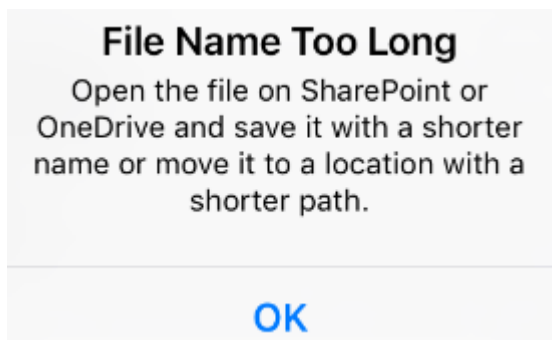 File Name Too Long
Open the file on SharePoint or
OneDrive and save it with a shorter
name or move it to a location with a
shorter path.
OK